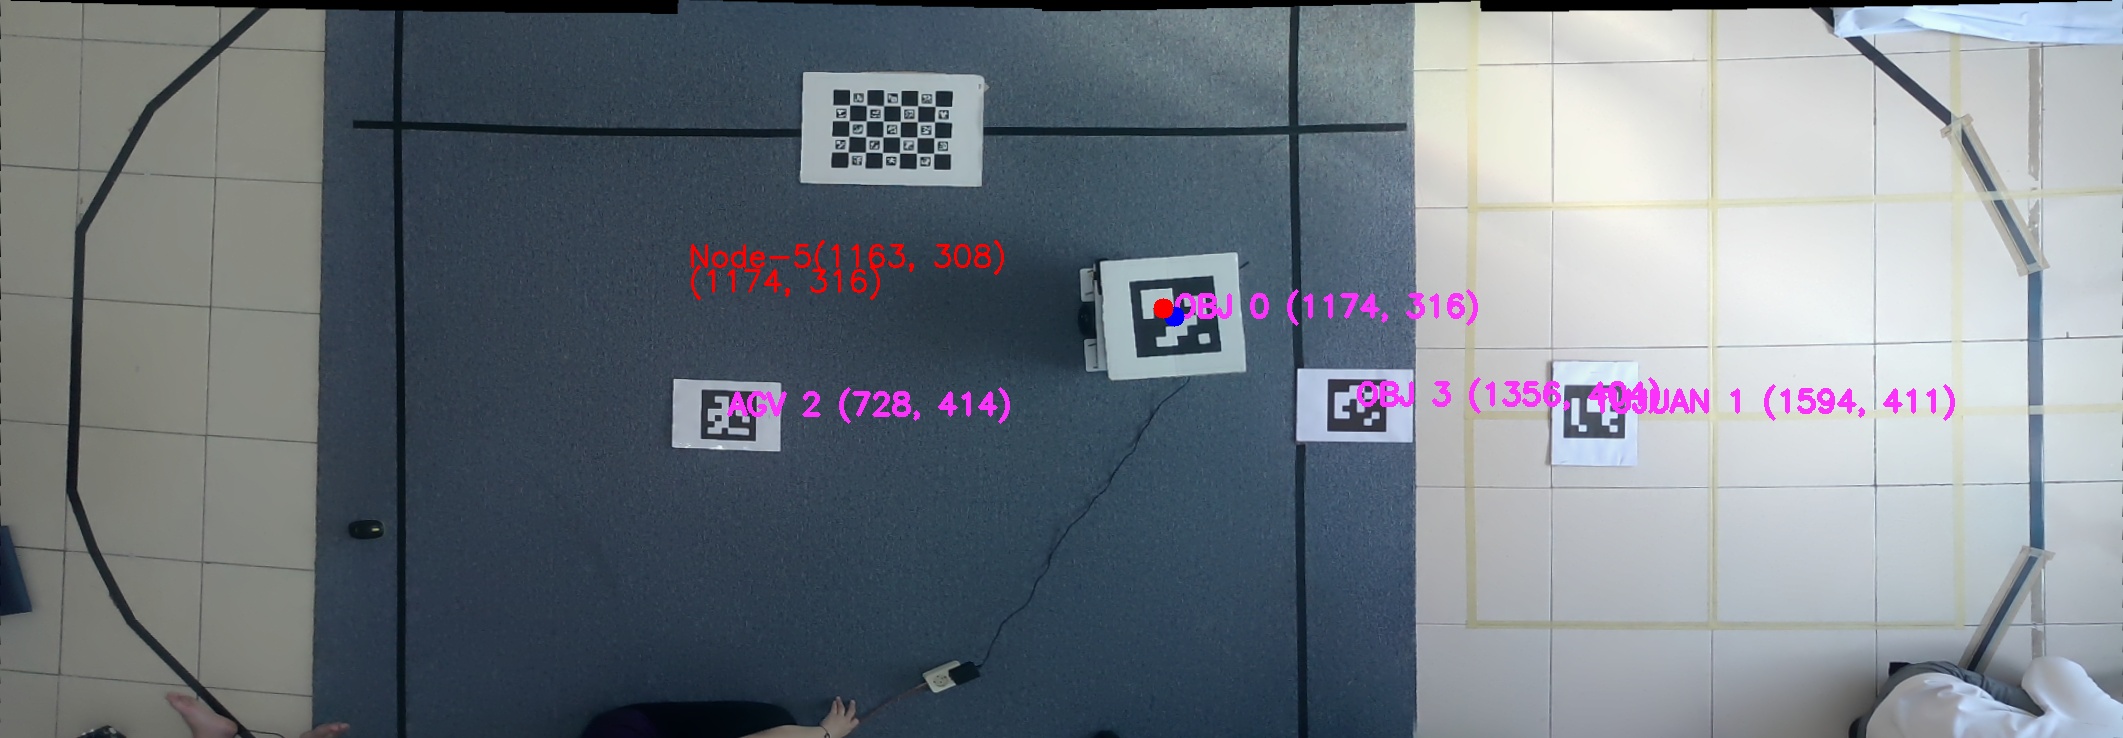 Node-5(1163, 308)
(1174, 316)
OBJ 0 (1174, 316)
AGV 2 (728, 414)
OBJ 3 (1356, 404)
TUJUAN 1 (1594, 411)